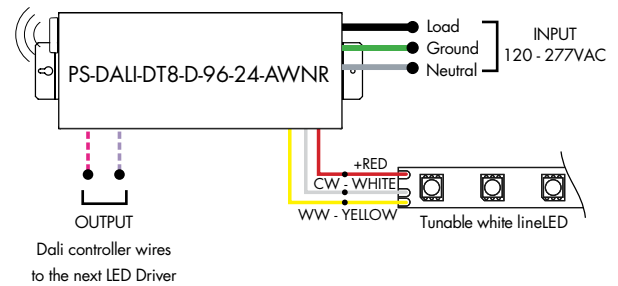 Load
Ground
Neutral
INPUT
120 - 277VAC
PS-DALI-DT8-D-96-24-AWNR
+RED
CW - WHITE
WW - YELLOW
Tunable white lineLED
OUTPUT
Dali controller wires
to the next LED Driver